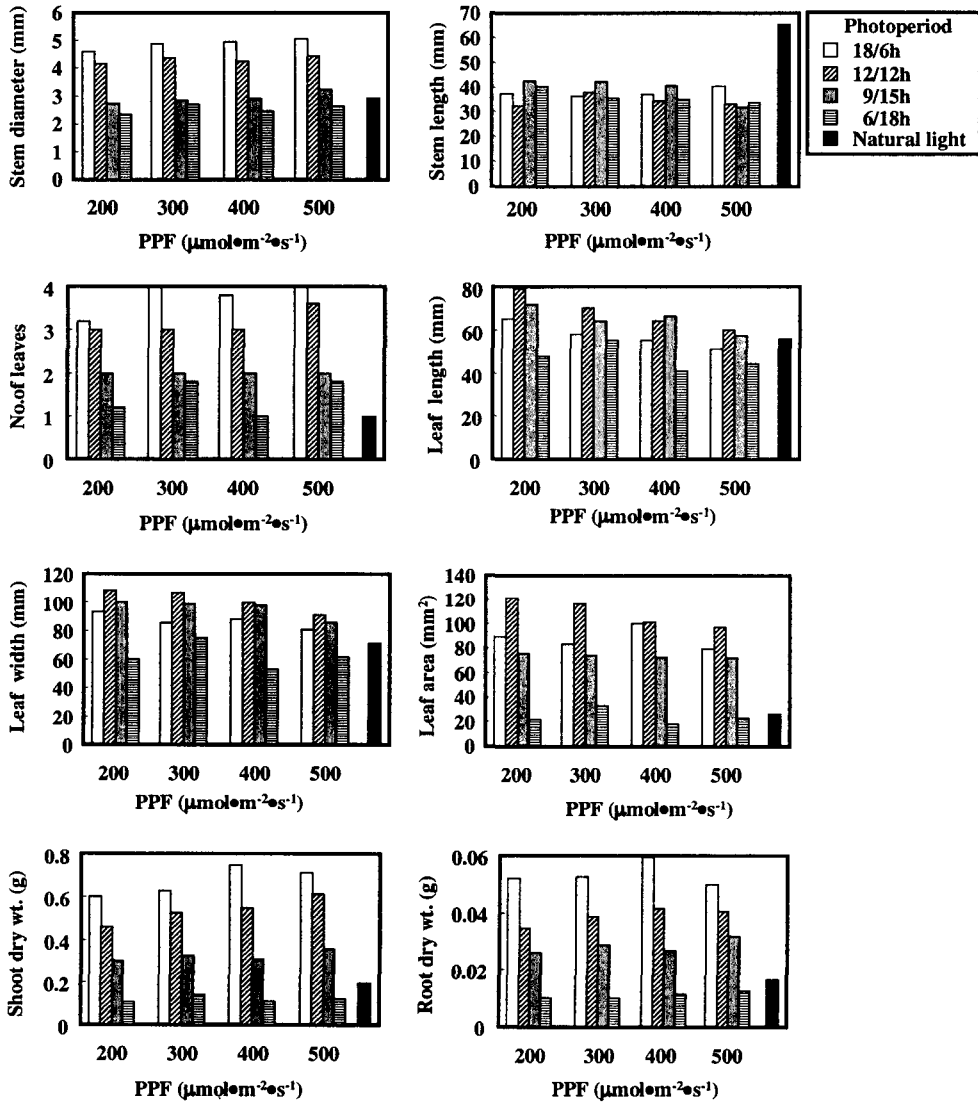 Stem diameter (mm)
6
5
4
3
2
1
0
200 300 400 500
PPF (μmol•m-2•s-1)
Stem length (mm)
70
60
50
40
30
20
10
0
200 300 400 500
PPF (μmol•m-2•s-1)
Photoperiod
18/6h
12/12h
9/15h
6/18h
Natural light
No.of leaves
4
3
2
1
0
200 300 400 500
PPF (μmol•m-2•s-1)
Leaf length (mm)
80
60
40
20
0
200 300 400 500
PPF (μmol•m-2•s-1)
Leaf width (mm)
120
100
80
60
40
20
0
200 300 400 500
PPF (μmol•m-2•s-1)
Leaf area (mm2)
140
120
100
80
60
40
20
0
200 300 400 500
PPF (μmol•m-2•s-1)
Shoot dry wt. (g)
0.8
0.6
0.4
0.2
0
200 300 400 500
PPF (μmol•m-2•s-1)
Root dry wt. (g)
0.06
0.04
0.02
0
200 300 400 500
PPF (μmol•m-2•s-1)